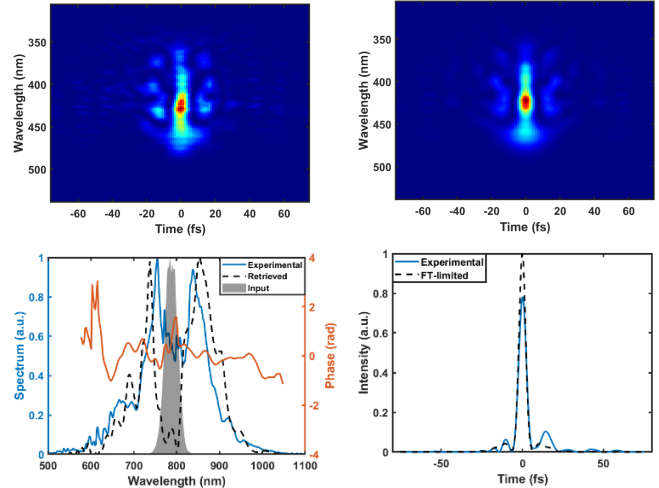 350
400
450
500
Wavelength (nm)
-60 -40 -20 0 20 40 60
Time (fs)
350
400
450
500
Wavelength (nm)
-60 -40 -20 0 20 40 60
Time (fs)
1
0.8
0.6
0.4
0.2
0
Spectrum (a.u.)
Experimental
Retrieved
Input
4
2
0
-2
-4
Phase (rad)
500 600 700 800 900 1000 1100
Wavelength (nm)
1
0.8
0.6
0.4
0.2
0
Intensity (a.u.)
Experimental
FT-limited
-50 0 50
Time (fs)